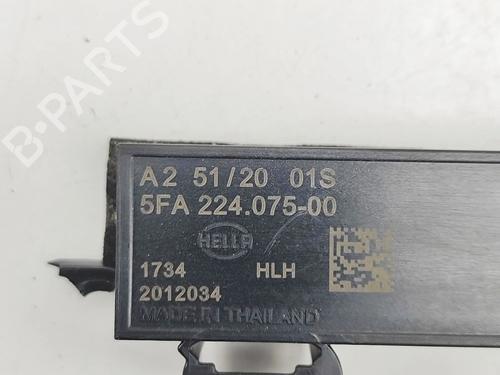 B-PARTS
A2 51/20 01S
5FA 224.075-00
HELLA
1734 HLH
2012034
MADE IN THAILAND